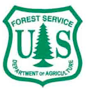 FOREST SERVICE
U S
DEPARTMENT OF AGRICULTURE